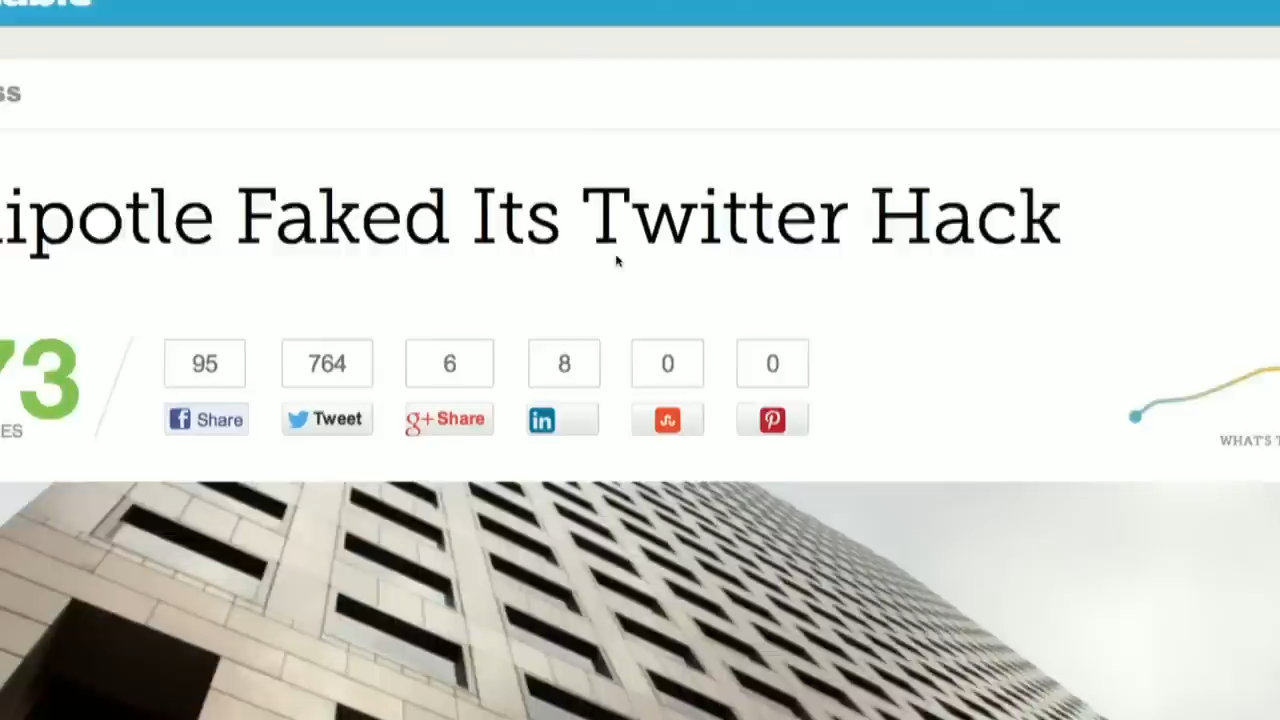 ss
ipotle Faked Its Twitter Hack
73
95 764 6 8 0 0
ES
f Share Tweet g+ Share in
WHAT'S T